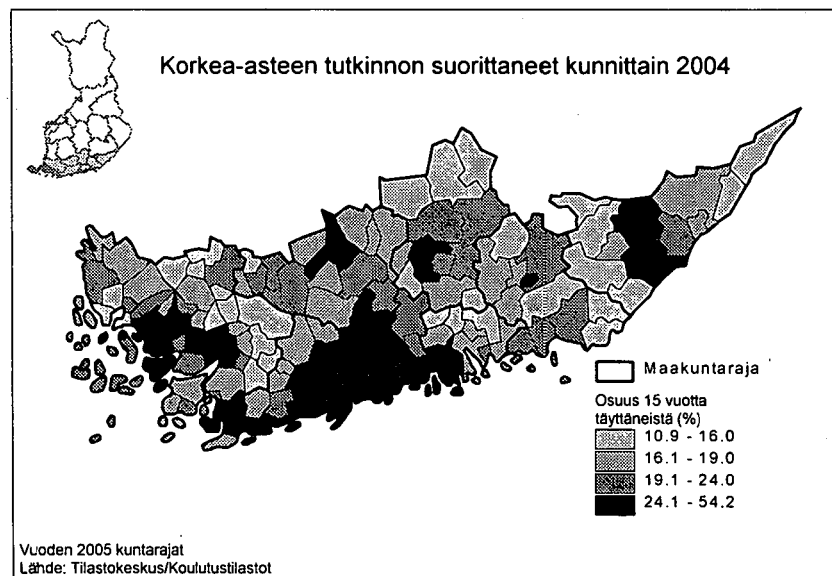 Korkea-asteen tutkinnon suorittaneet kunnittain 2004
Maakuntaraja
Osuus 15 vuotta
täyttäneistä (%)
10.9 - 16.0
16.1 - 19.0
19.1 - 24.0
24.1 - 54.2
Vuoden 2005 kuntarajat
Lähde: Tilastokeskus/Koulutustilastot